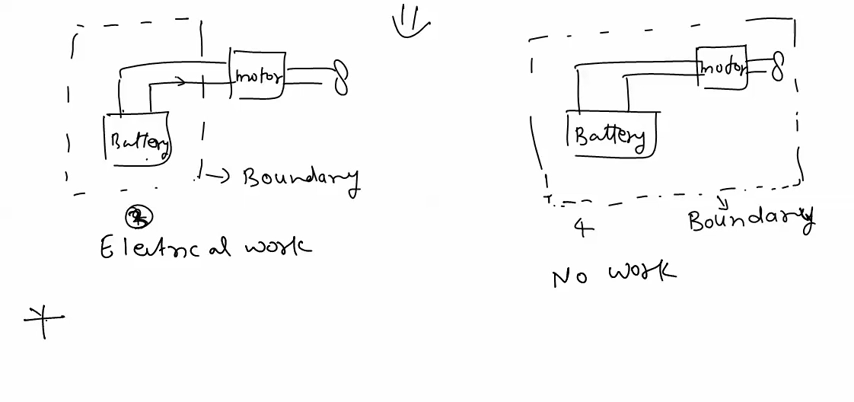 motor
Battery
Boundary
Electrical work
motor
Battery
4
Boundary
No work